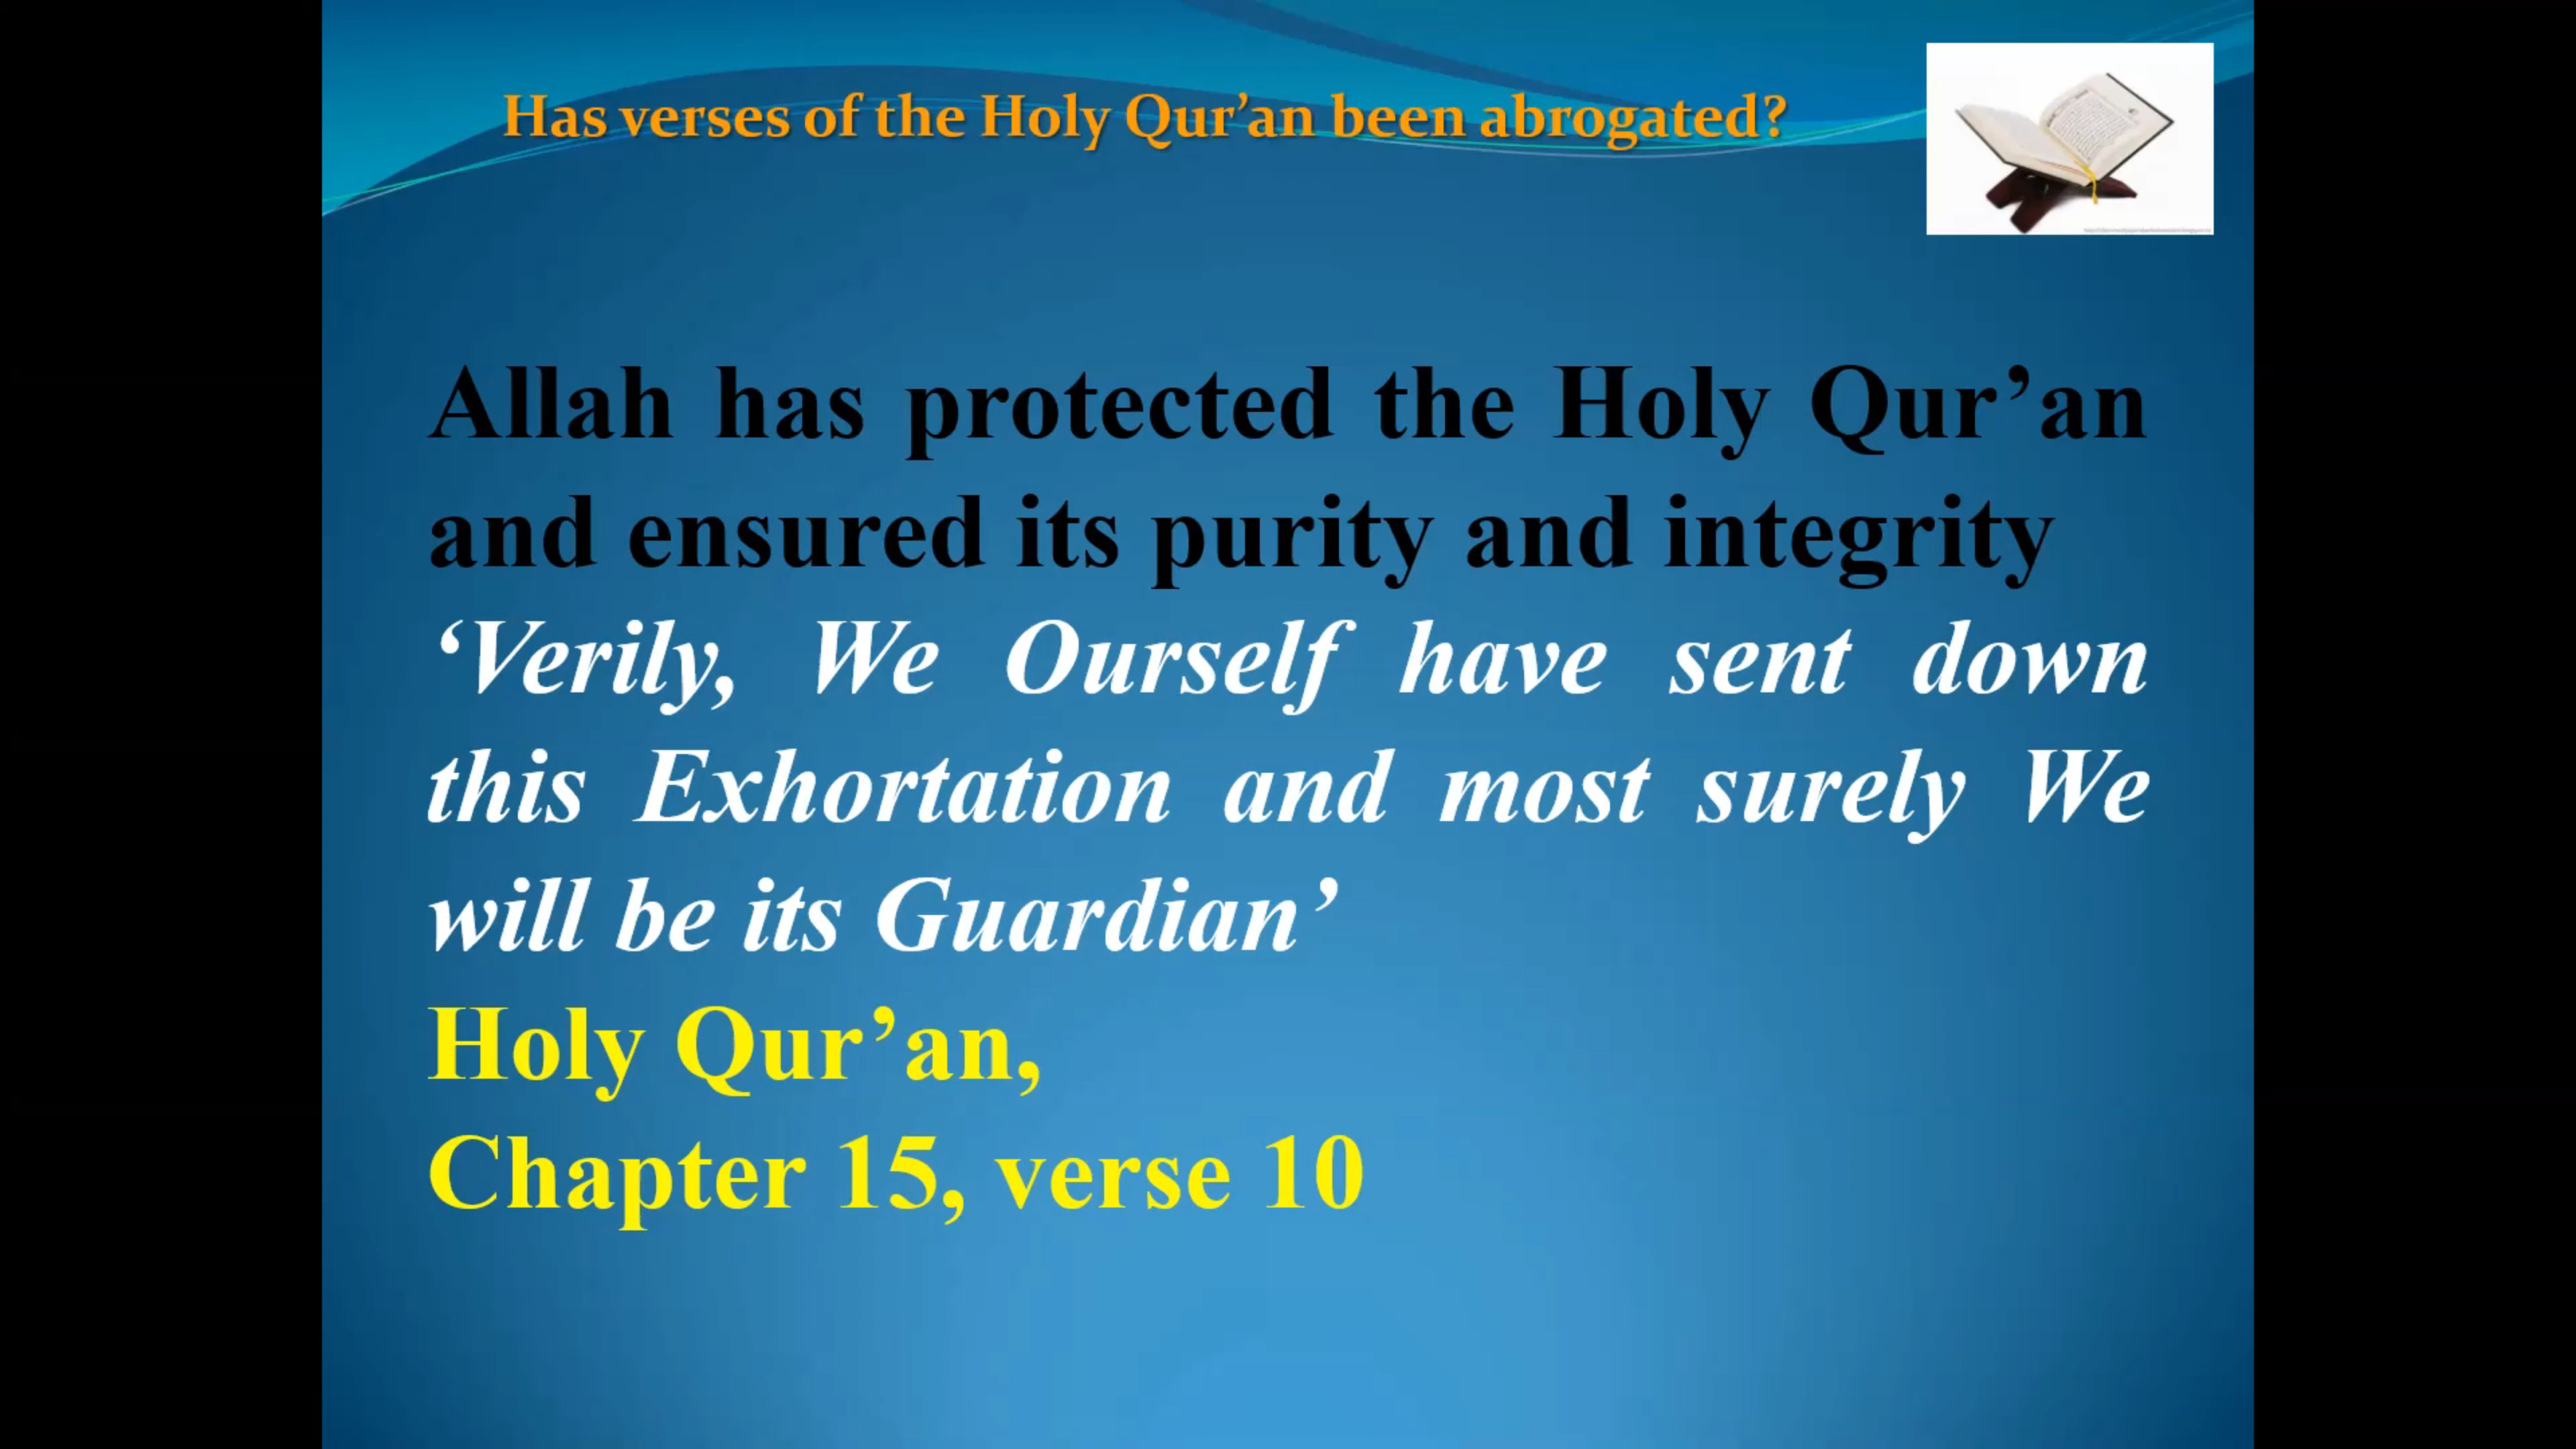 Has verses of the Holy Qur’an been abrogated?
Allah has protected the Holy Qur’an
and ensured its purity and integrity
‘Verily, We Ourself have sent down
this Exhortation and most surely We
will be its Guardian’
Holy Qur’an,
Chapter 15, verse 10